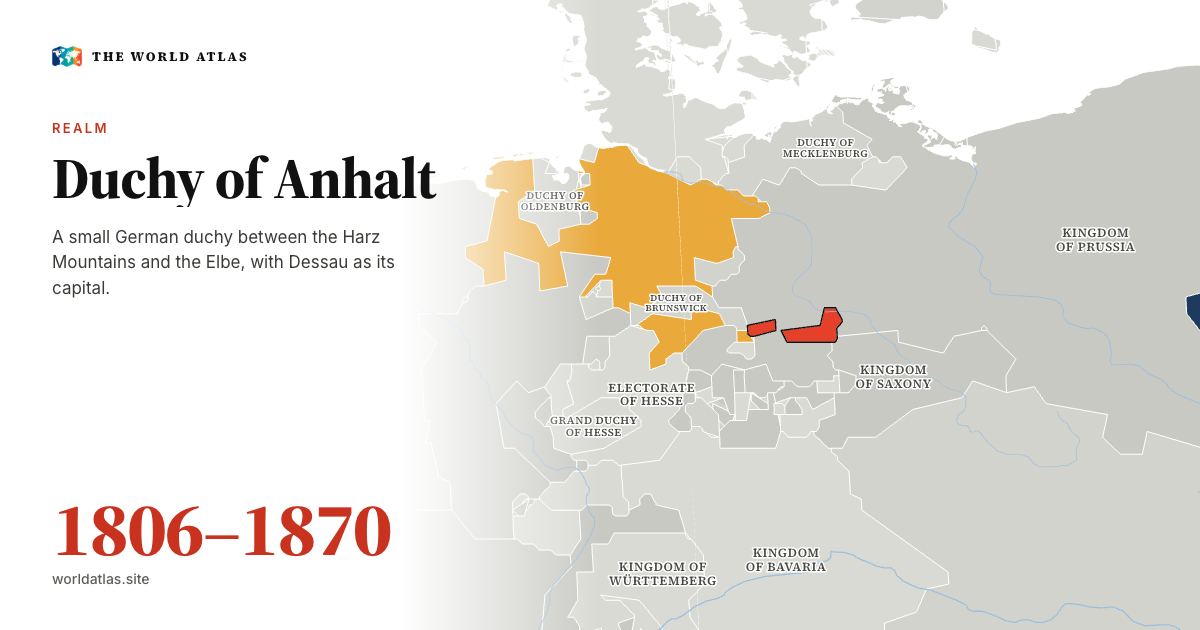 THE WORLD ATLAS
REALM
Duchy of Anhalt
A small German duchy between the Harz
Mountains and the Elbe, with Dessau as its
capital.
1806–1870
worldatlas.site
DUCHY OF
MECKLENBURG
DUCHY OF
OLDENBURG
KINGDOM
OF PRUSSIA
DUCHY OF
BRUNSWICK
KINGDOM
OF SAXONY
ELECTORATE
OF HESSE
GRAND DUCHY
OF HESSE
KINGDOM OF
WÜRTTEMBERG
KINGDOM
OF BAVARIA